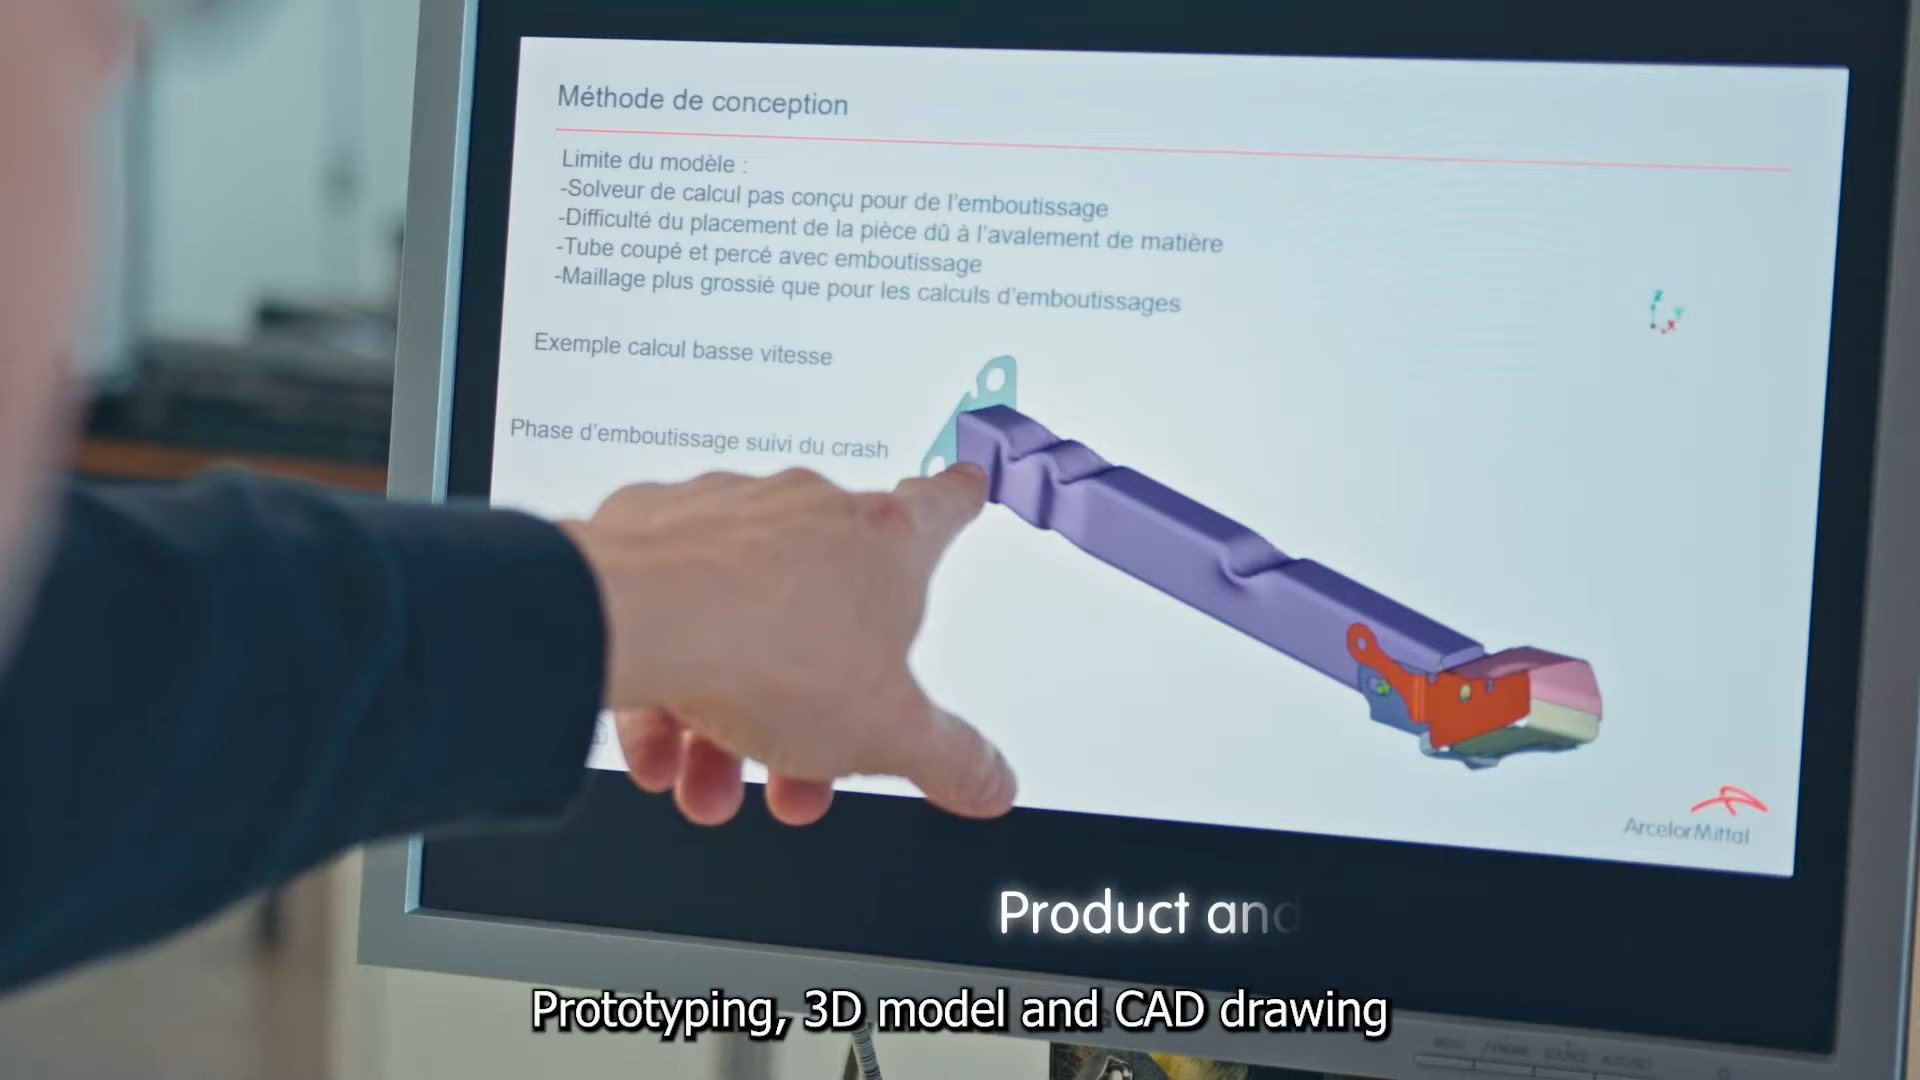 Méthode de conception
Limite du modèle :
-Solveur de calcul pas conçu pour de l'emboutissage
-Difficulté du placement de la pièce dû à l'avalement de matière
-Tube coupé et percé avec emboutissage
-Maillage plus grossié que pour les calculs d'emboutissages
Exemple calcul basse vitesse
Phase d'emboutissage suivi du crash
Z
Y
X
ArcelorMittal
Product and
Prototyping, 3D model and CAD drawing